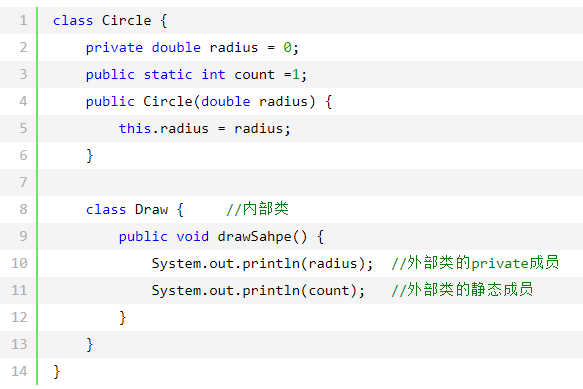 1 class Circle {
2     private double radius = 0;
3     public static int count =1;
4     public Circle(double radius) {
5         this.radius = radius;
6     }
7
8     class Draw {     //内部类
9         public void drawSahpe() {
10             System.out.println(radius);  //外部类的private成员
11             System.out.println(count);   //外部类的静态成员
12         }
13     }
14 }